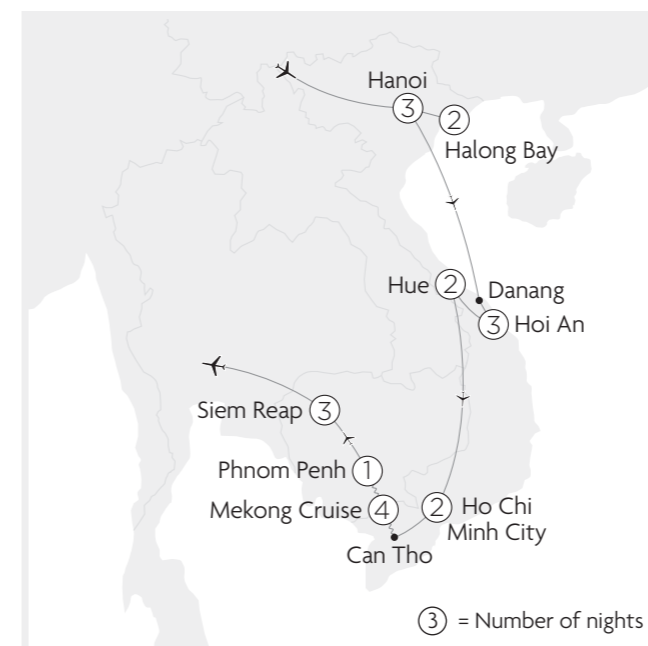 Hanoi
3
2
Halong Bay
Hue 2
Danang
3 Hoi An
Siem Reap 3
Phnom Penh 1
Mekong Cruise 4
2 Ho Chi
Minh City
Can Tho
3 = Number of nights